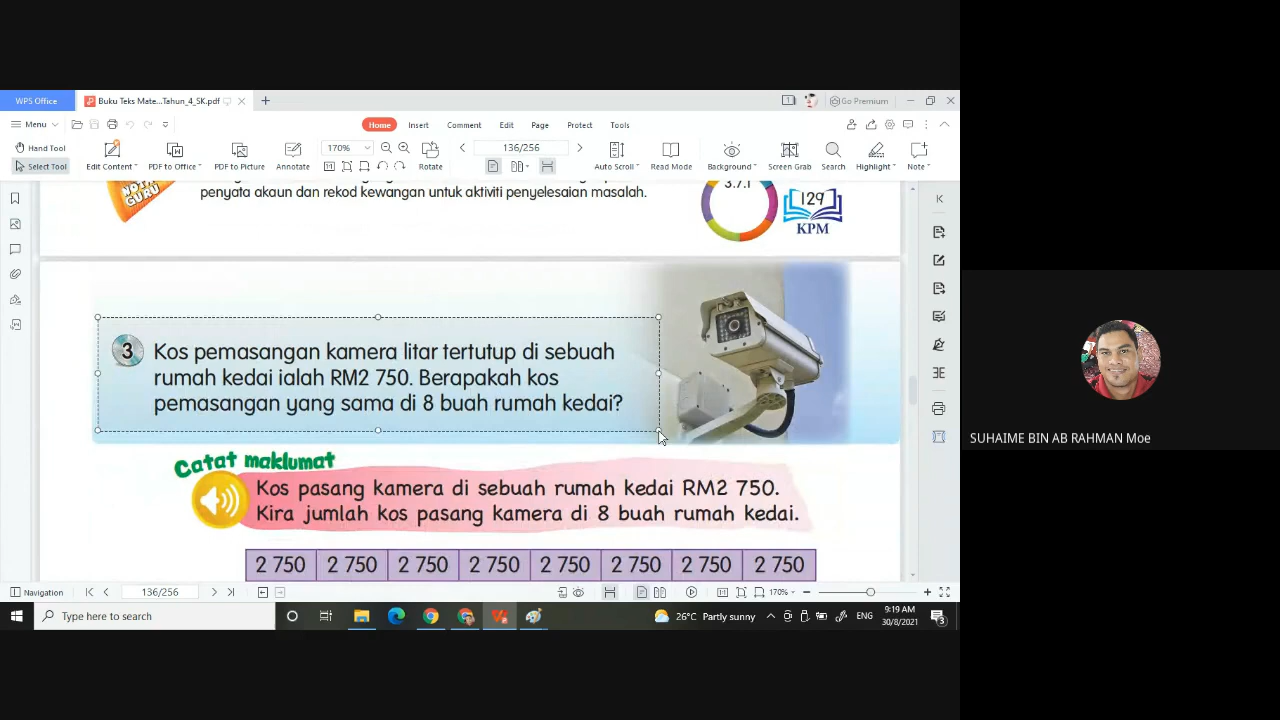 WPS Office
Buku Teks Mate...Tahun_4_SK.pdf
1
Go Premium
Menu
Home Insert Comment Edit Page Protect Tools
Hand Tool
Select Tool
Edit Content
PDF to Office
PDF to Picture
Annotate
170%
Rotate
136/256
Auto Scroll
Read Mode
Background
Screen Grab
Search
Highlight
Note
NOTA GURU
penyata akaun dan rekod kewangan untuk aktiviti penyelesaian masalah.
3.7.1
129
KPM
3 Kos pemasangan kamera litar tertutup di sebuah
rumah kedai ialah RM2 750. Berapakah kos
pemasangan yang sama di 8 buah rumah kedai?
Catat maklumat
Kos pasang kamera di sebuah rumah kedai RM2 750.
Kira jumlah kos pasang kamera di 8 buah rumah kedai.
2 750 2 750 2 750 2 750 2 750 2 750 2 750 2 750
SUHAIME BIN AB RAHMAN Moe
Navigation
136/256
170%
Type here to search
26°C Partly sunny
ENG
9:19 AM
30/8/2021
3